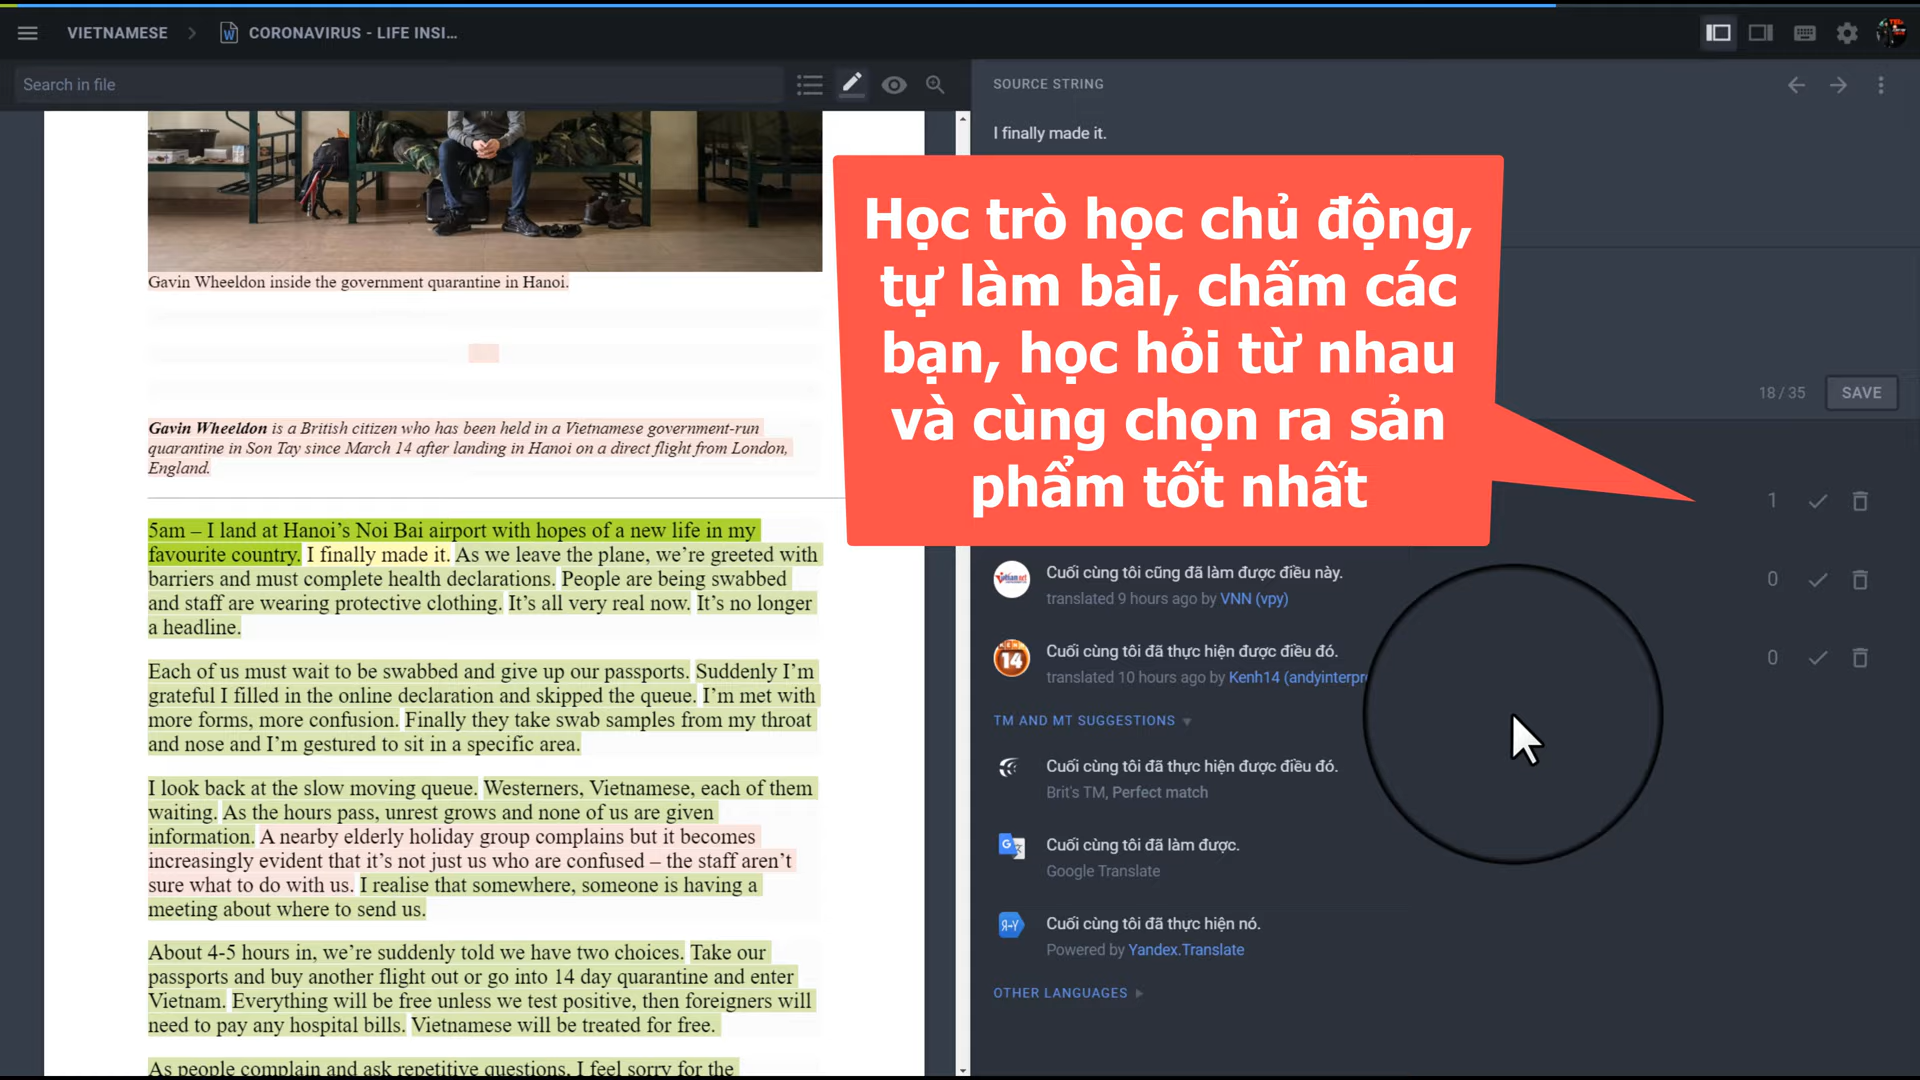 VIETNAMESE
CORONAVIRUS - LIFE INSI...
Search in file
Gavin Wheeldon inside the government quarantine in Hanoi.
Gavin Wheeldon is a British citizen who has been held in a Vietnamese government-run
quarantine in Son Tay since March 14 after landing in Hanoi on a direct flight from London,
England.
5am – I land at Hanoi’s Noi Bai airport with hopes of a new life in my
favourite country. I finally made it. As we leave the plane, we’re greeted with
barriers and must complete health declarations. People are being swabbed
and staff are wearing protective clothing. It’s all very real now. It’s no longer
a headline.
Each of us must wait to be swabbed and give up our passports. Suddenly I’m
grateful I filled in the online declaration and skipped the queue. I’m met with
more forms, more confusion. Finally they take swab samples from my throat
and nose and I’m gestured to sit in a specific area.
I look back at the slow moving queue. Westerners, Vietnamese, each of them
waiting. As the hours pass, unrest grows and none of us are given
information. A nearby elderly holiday group complains but it becomes
increasingly evident that it’s not just us who are confused – the staff aren’t
sure what to do with us. I realise that somewhere, someone is having a
meeting about where to send us.
About 4-5 hours in, we’re suddenly told we have two choices. Take our
passports and buy another flight out or go into 14 day quarantine and enter
Vietnam. Everything will be free unless we test positive, then foreigners will
need to pay any hospital bills. Vietnamese will be treated for free.
As people complain and ask repetitive questions, I feel sorry for the
SOURCE STRING
I finally made it.
Học trò học chủ động,
tự làm bài, chấm các
bạn, học hỏi từ nhau
và cùng chọn ra sản
phẩm tốt nhất
18 / 35
SAVE
1
Cuối cùng tôi cũng đã làm được điều này.
translated 9 hours ago by VNN (vpy)
0
Cuối cùng tôi đã thực hiện được điều đó.
translated 10 hours ago by Kenh14 (andyinterpr
0
14
TM AND MT SUGGESTIONS
Cuối cùng tôi đã thực hiện được điều đó.
Brit's TM, Perfect match
Cuối cùng tôi đã làm được.
Google Translate
Cuối cùng tôi đã thực hiện nó.
Powered by Yandex.Translate
OTHER LANGUAGES